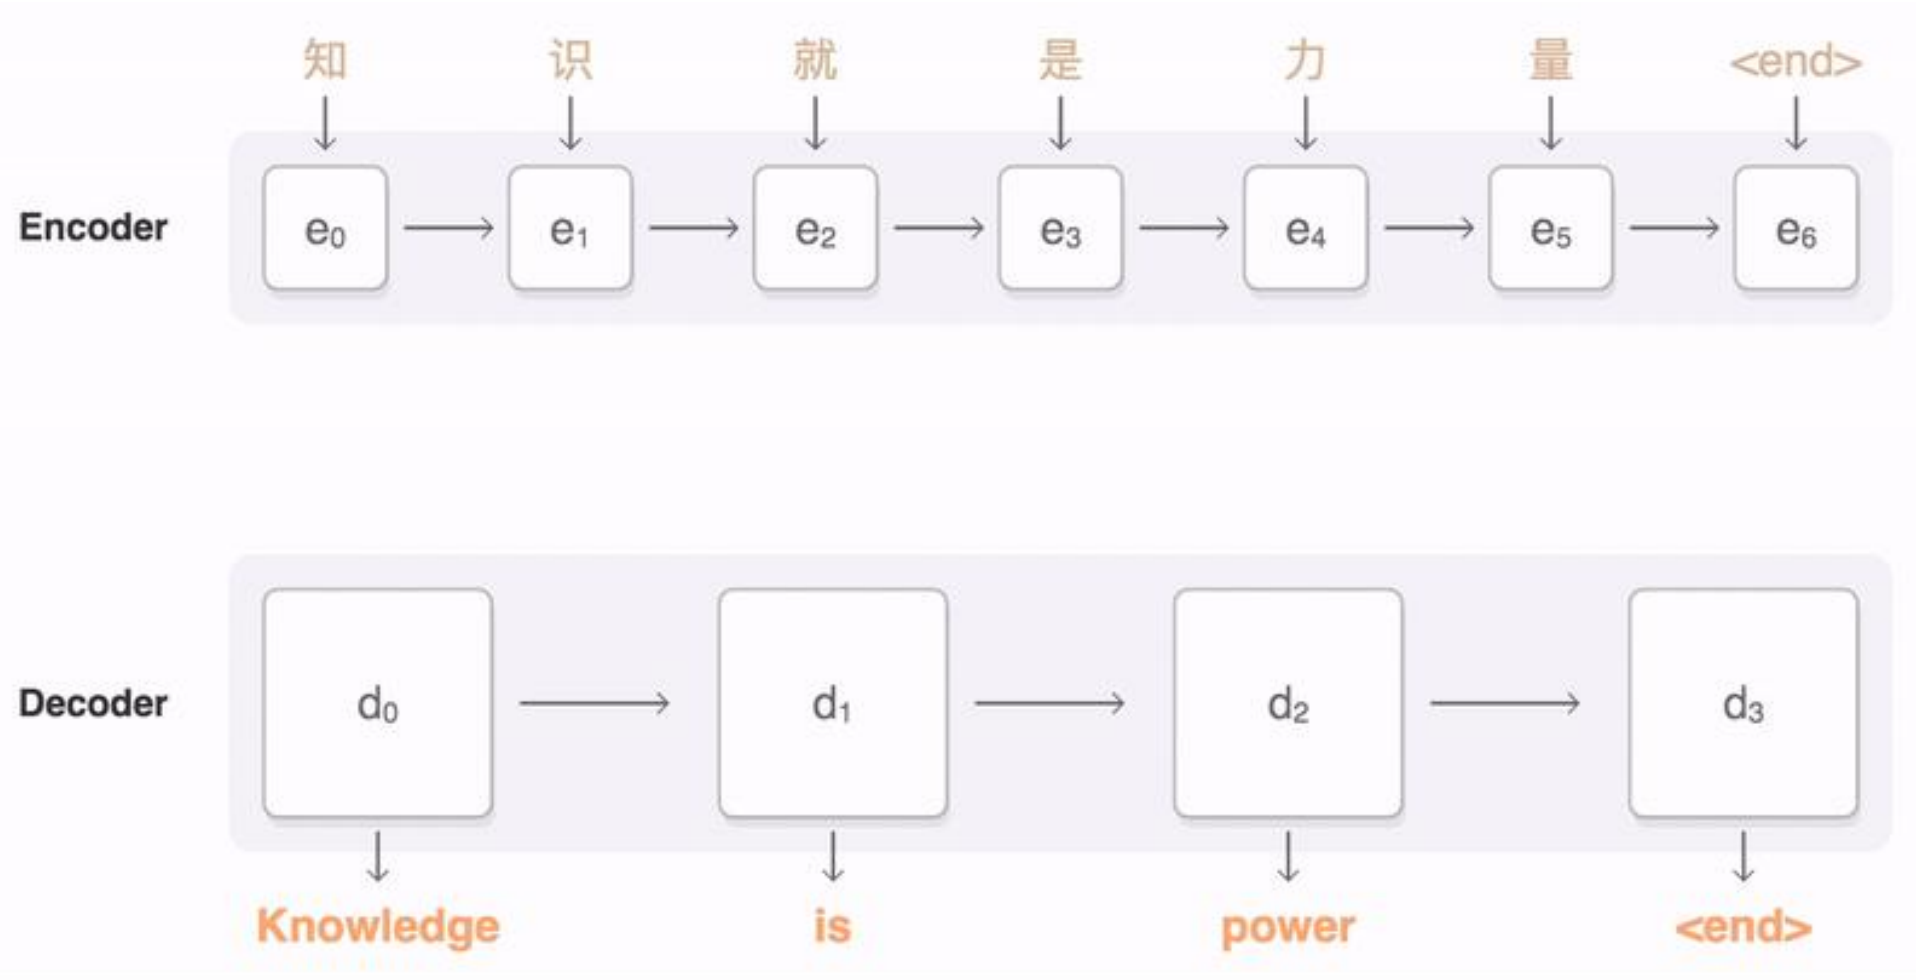 知 识 就 是 力 量 <end>
Encoder e₀ e₁ e₂ e₃ e₄ e₅ e₆
Decoder d₀ d₁ d₂ d₃
Knowledge is power <end>